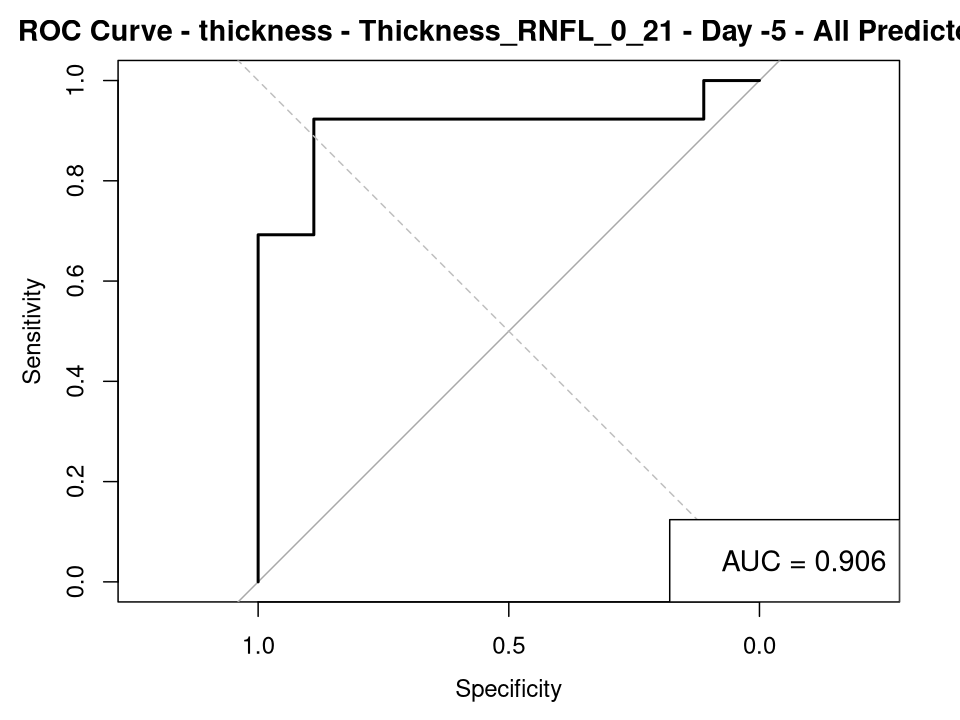 ROC Curve - thickness - Thickness_RNFL_0_21 - Day -5 - All Predicto
1.0
0.8
0.6
0.4
0.2
0.0
Sensitivity
AUC = 0.906
1.0 0.5 0.0
Specificity